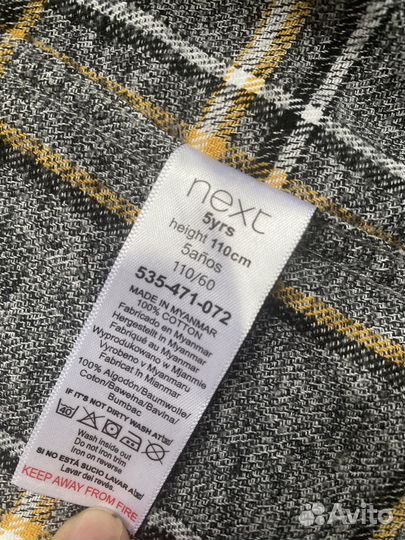 next
5yrs
height 110cm
5años
110/60
535-471-072
MADE IN MYANMAR
100% COTTON
Fabricado en Myanmar
Hergestellt in Myanmar
Fabriqué au Myanmar
Wyprodukowano w Mjanmie
Vyrobeno v Myanmaru
Fabricat in Myanmar
100% Algodón/Baumwolle/
Coton/Bawełna/Bavlna/
Bumbac
IF IT'S NOT DIRTY WASH AT
40
Wash inside out
Do not iron trim
Iron on reverse
SI NO ESTÁ SUCIO LAVAR A
Lavar del revés.
KEEP AWAY FROM FIRE
Avito